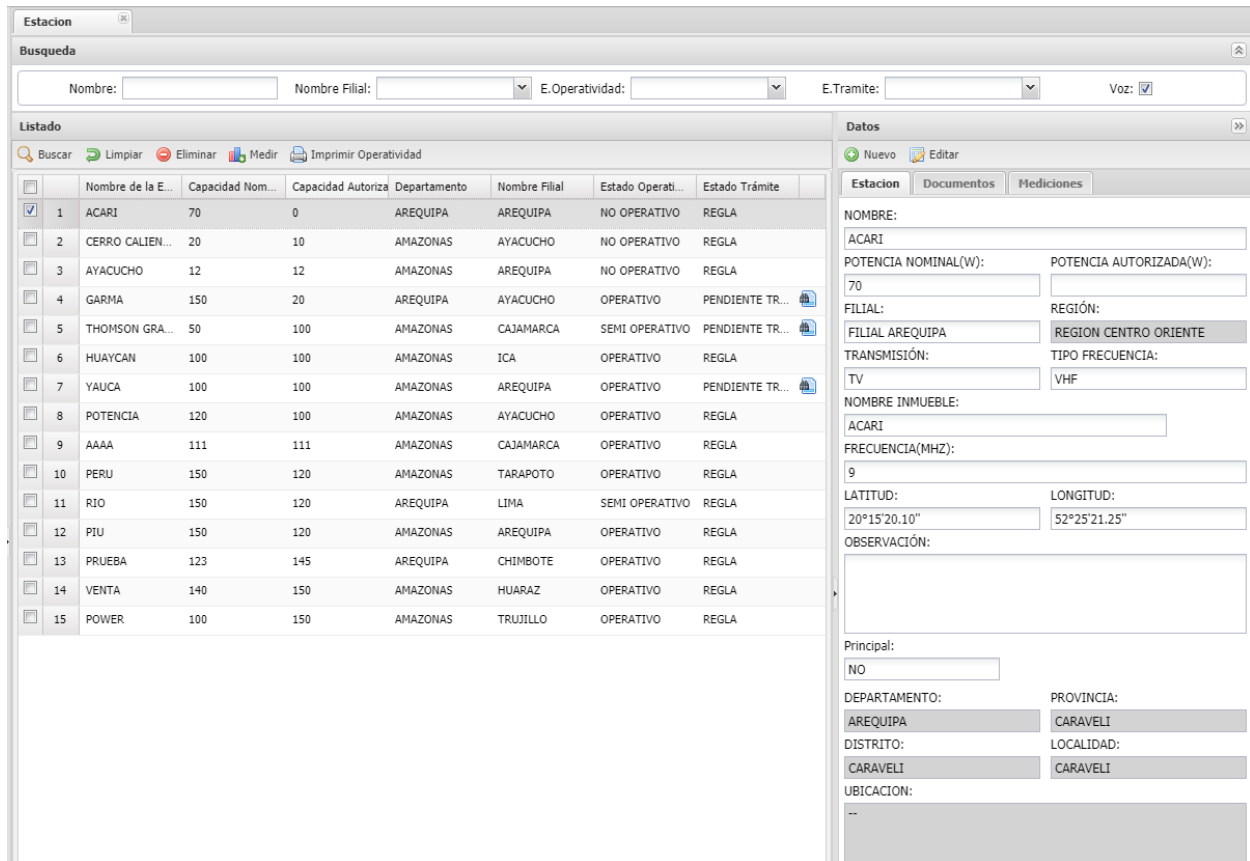 Estacion
Busqueda
Nombre: Nombre Filial: E.Operatividad: E.Tramite: Voz:
Listado
Buscar Limpiar Eliminar Medir Imprimir Operatividad
Nombre de la E... Capacidad Nom... Capacidad Autoriza Departamento Nombre Filial Estado Operati... Estado Trámite
1 ACARI 70 0 AREQUIPA AREQUIPA NO OPERATIVO REGLA
2 CERRO CALIEN... 20 10 AMAZONAS AYACUCHO NO OPERATIVO REGLA
3 AYACUCHO 12 12 AMAZONAS AREQUIPA NO OPERATIVO REGLA
4 GARMA 150 20 AREQUIPA AYACUCHO OPERATIVO PENDIENTE TR...
5 THOMSON GRA... 50 100 AMAZONAS CAJAMARCA SEMI OPERATIVO PENDIENTE TR...
6 HUAYCAN 100 100 AMAZONAS ICA OPERATIVO REGLA
7 YAUCA 100 100 AMAZONAS AREQUIPA OPERATIVO PENDIENTE TR...
8 POTENCIA 120 100 AMAZONAS AYACUCHO OPERATIVO REGLA
9 AAAA 111 111 AMAZONAS CAJAMARCA OPERATIVO REGLA
10 PERU 150 120 AMAZONAS TARAPOTO OPERATIVO REGLA
11 RIO 150 120 AREQUIPA LIMA SEMI OPERATIVO REGLA
12 PIU 150 120 AMAZONAS AREQUIPA OPERATIVO REGLA
13 PRUEBA 123 145 AREQUIPA CHIMBOTE OPERATIVO REGLA
14 VENTA 140 150 AMAZONAS HUARAZ OPERATIVO REGLA
15 POWER 100 150 AMAZONAS TRUJILLO OPERATIVO REGLA
Datos
Nuevo Editar
Estacion Documentos Mediciones
NOMBRE:
ACARI
POTENCIA NOMINAL(W): POTENCIA AUTORIZADA(W):
70
FILIAL: REGIÓN:
FILIAL AREQUIPA REGION CENTRO ORIENTE
TRANSMISIÓN: TIPO FRECUENCIA:
TV VHF
NOMBRE INMUEBLE:
ACARI
FRECUENCIA(MHZ):
9
LATITUD: LONGITUD:
20°15'20.10" 52°25'21.25"
OBSERVACIÓN:
Principal:
NO
DEPARTAMENTO: PROVINCIA:
AREQUIPA CARAVELI
DISTRITO: LOCALIDAD:
CARAVELI CARAVELI
UBICACION:
--